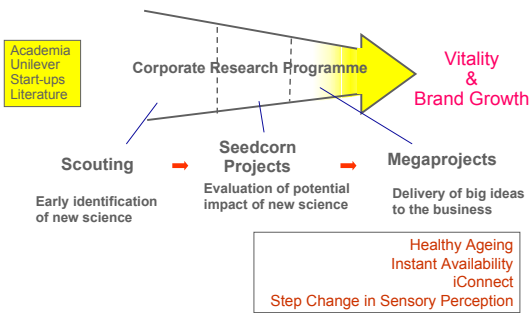 Academia
Unilever
Start-ups
Literature
Corporate Research Programme
Vitality
&
Brand Growth
Scouting
Early identification
of new science
Seedcorn
Projects
Evaluation of potential
impact of new science
Megaprojects
Delivery of big ideas
to the business
Healthy Ageing
Instant Availability
iConnect
Step Change in Sensory Perception